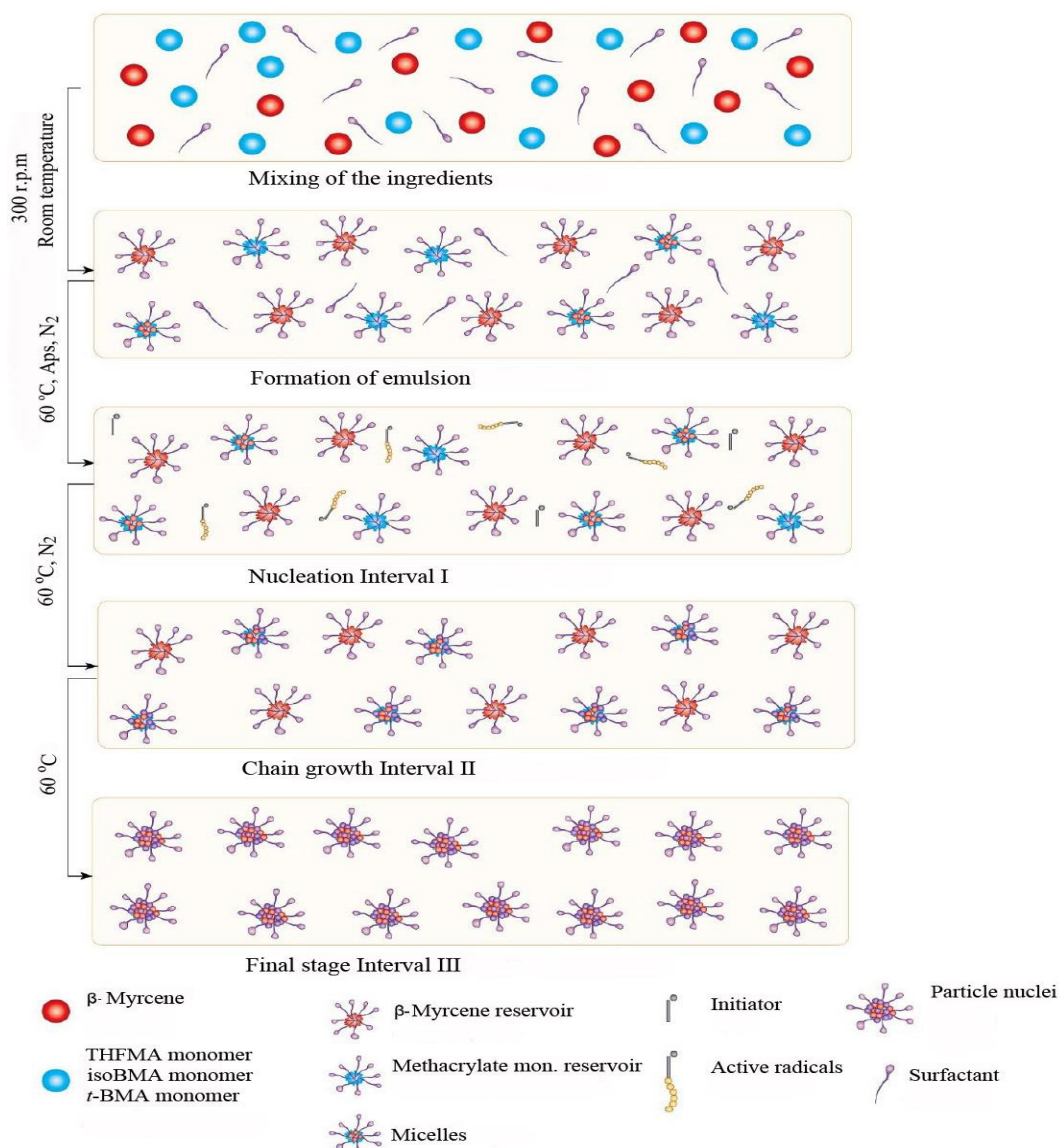 300 r.p.m
Room temperature
Mixing of the ingredients
60 °C, Aps, N₂
Formation of emulsion
60 °C, N₂
Nucleation Interval I
Chain growth Interval II
60 °C
Final stage Interval III
β- Myrcene
THFMA monomer
isoBMA monomer
t-BMA monomer
β-Myrcene reservoir
Methacrylate mon. reservoir
Micelles
Initiator
Active radicals
Particle nuclei
Surfactant